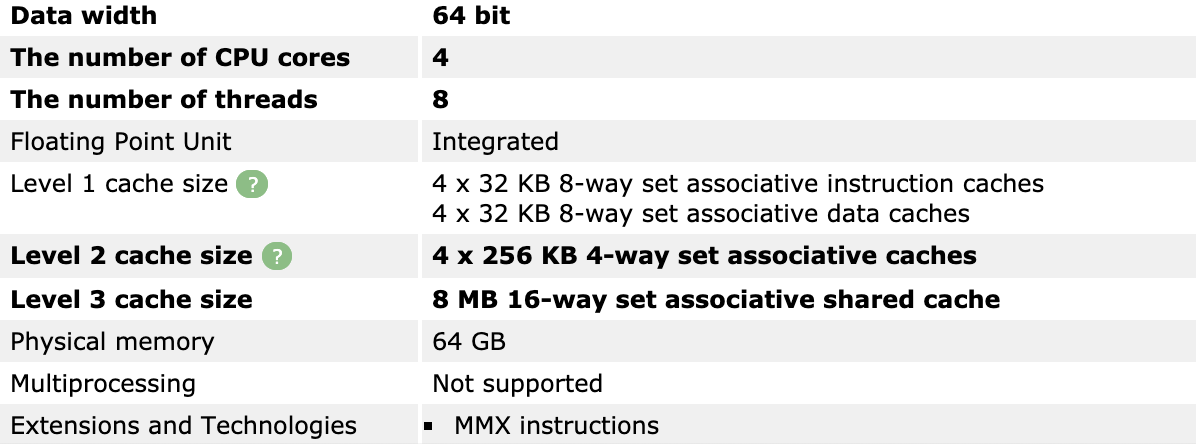 Data width 64 bit
The number of CPU cores 4
The number of threads 8
Floating Point Unit Integrated
Level 1 cache size ? 4 x 32 KB 8-way set associative instruction caches
4 x 32 KB 8-way set associative data caches
Level 2 cache size ? 4 x 256 KB 4-way set associative caches
Level 3 cache size 8 MB 16-way set associative shared cache
Physical memory 64 GB
Multiprocessing Not supported
Extensions and Technologies ▪ MMX instructions